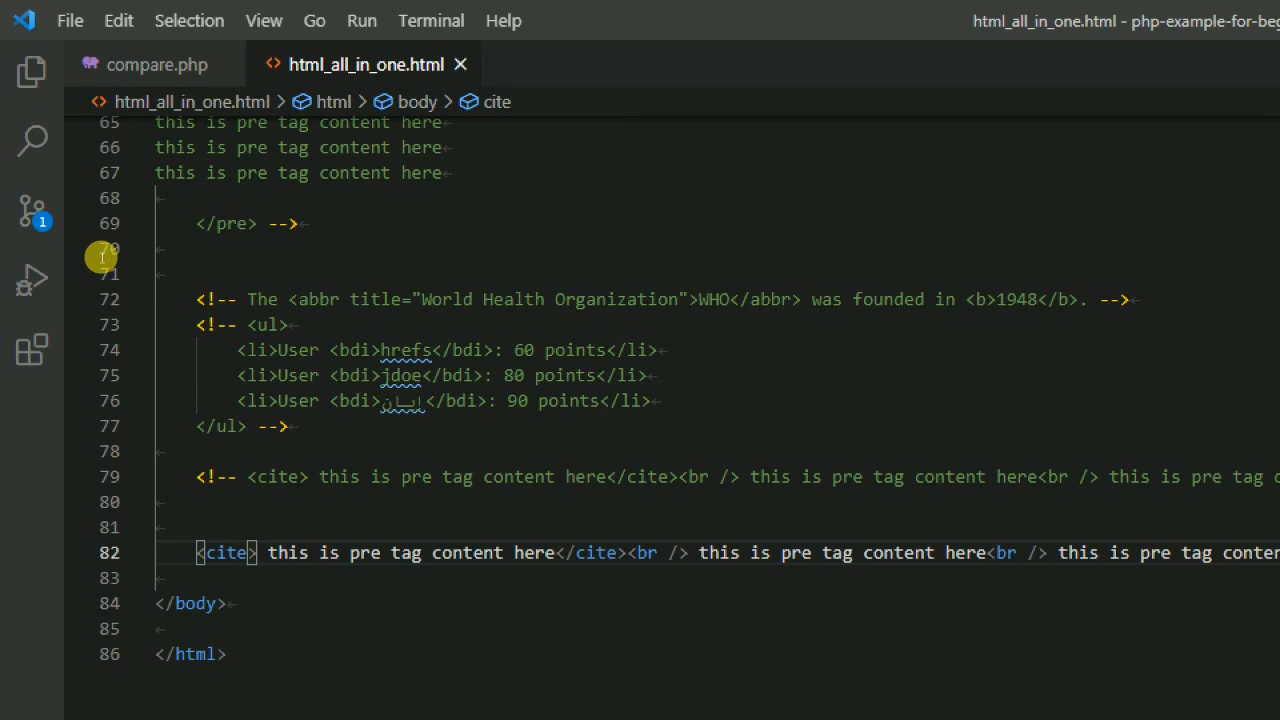 File Edit Selection View Go Run Terminal Help html_all_in_one.html - php-example-for-beg
compare.php html_all_in_one.html
html_all_in_one.html > html > body > cite
65 this is pre tag content here
66 this is pre tag content here
67 this is pre tag content here
68
69 </pre> -->
70
71
72 <!-- The <abbr title="World Health Organization">WHO</abbr> was founded in <b>1948</b>. -->
73 <!-- <ul>
74 <li>User <bdi>hrefs</bdi>: 60 points</li>
75 <li>User <bdi>jdoe</bdi>: 80 points</li>
76 <li>User <bdi>إيان</bdi>: 90 points</li>
77 </ul> -->
78
79 <!-- <cite> this is pre tag content here</cite><br /> this is pre tag content here<br /> this is pre tag c
80
81
82 <cite> this is pre tag content here</cite><br /> this is pre tag content here<br /> this is pre tag conten
83
84 </body>
85
86 </html>
1